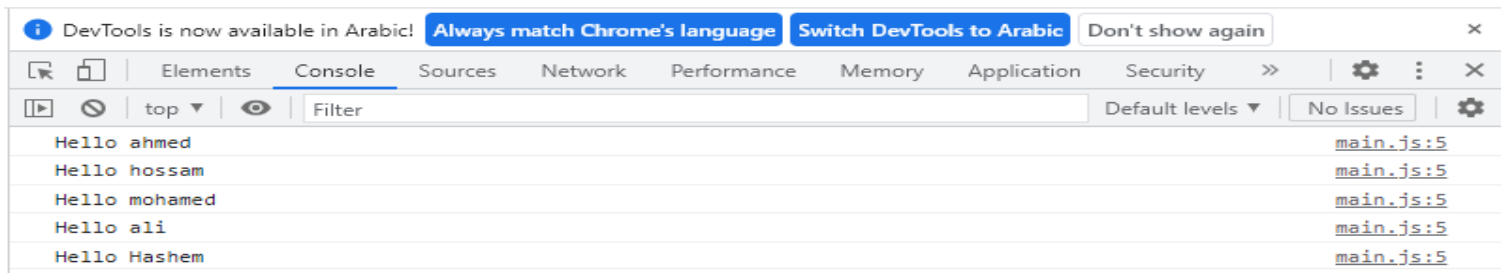 DevTools is now available in Arabic! Always match Chrome's language Switch DevTools to Arabic Don't show again ×
Elements Console Sources Network Performance Memory Application Security »
top ▼ Filter Default levels ▼ No Issues
Hello ahmed main.js:5
Hello hossam main.js:5
Hello mohamed main.js:5
Hello ali main.js:5
Hello Hashem main.js:5